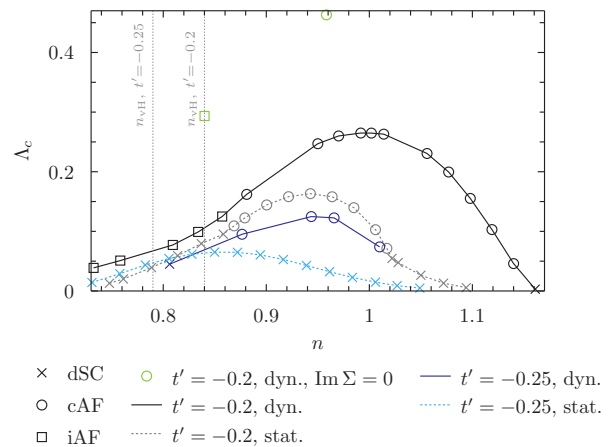 0.4
n_vH, t′=−0.25
n_vH, t′=−0.2
Λ_c
0.2
0
0.8 0.9 1 1.1
n
× dSC ○ t′ = −0.2, dyn., Im Σ = 0 t′ = −0.25, dyn.
○ cAF t′ = −0.2, dyn. t′ = −0.25, stat.
□ iAF t′ = −0.2, stat.